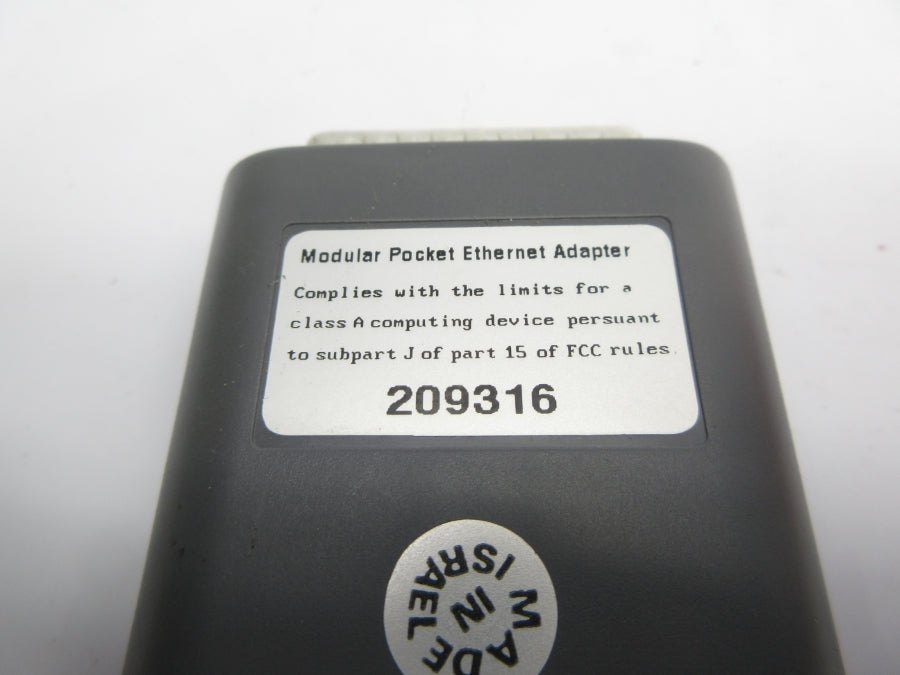 Modular Pocket Ethernet Adapter
Complies with the limits for a
class A computing device persuant
to subpart J of part 15 of FCC rules.
209316
MADE
IN
ISRAEL